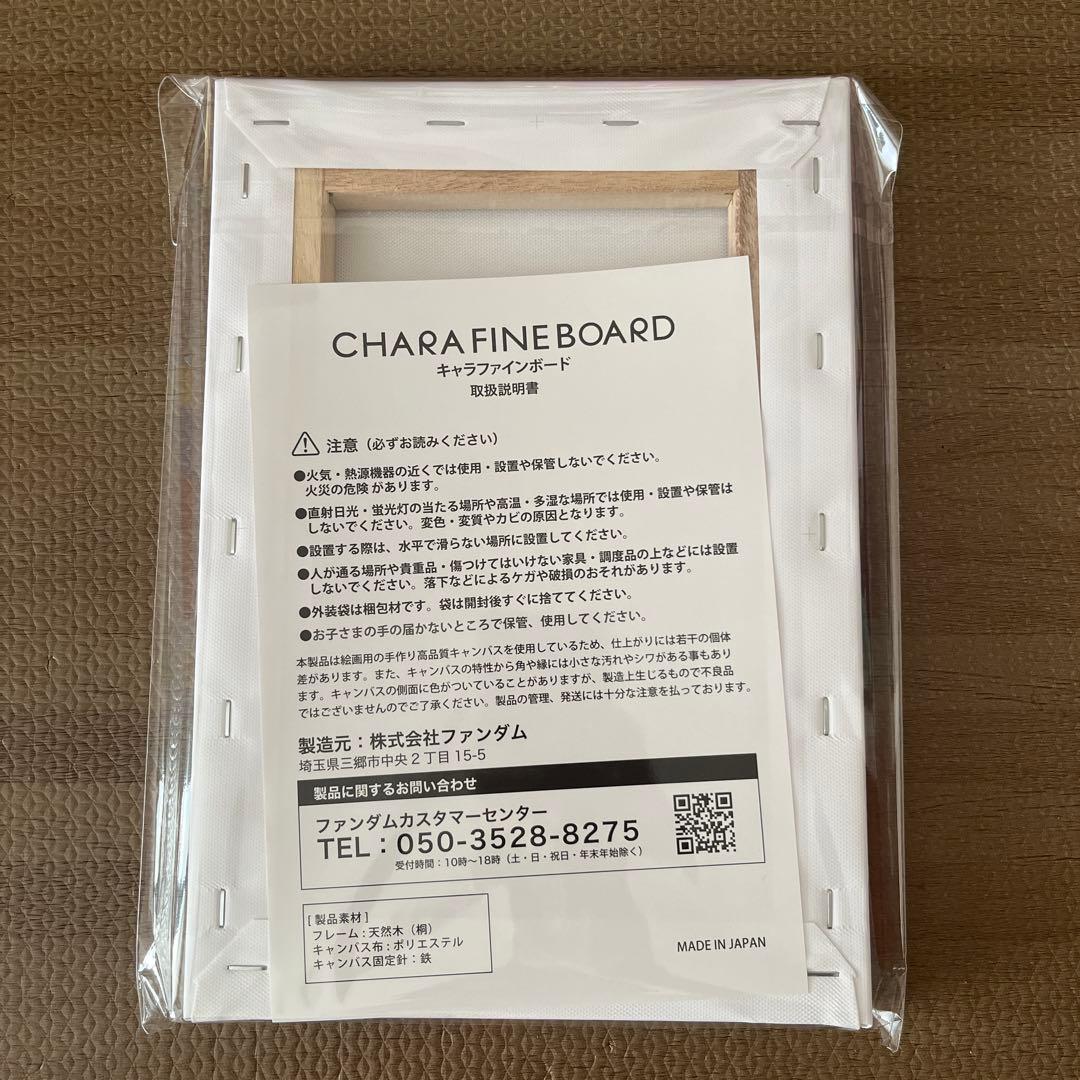 CHARA FINE BOARD
キャラファインボード
取扱説明書
注意（必ずお読みください）
●火気・熱源機器の近くでは使用・設置や保管しないでください。
火災の危険 があります。
●直射日光・蛍光灯の当たる場所や高温・多湿な場所では使用・設置や保管は
しないでください。変色・変質やカビの原因となります。
●設置する際は、水平で滑らない場所に設置してください。
●人が通る場所や貴重品・傷つけてはいけない家具・調度品の上などには設置
しないでください。落下などによるケガや破損のおそれがあります。
●外装袋は梱包材です。袋は開封後すぐに捨ててください。
●お子さまの手の届かないところで保管、使用してください。
本製品は絵画用の手作り高品質キャンバスを使用しているため、仕上がりには若干の個体
差があります。また、キャンバスの特性から角や縁には小さな汚れやシワがある事もあり
ます。キャンバスの側面に色がついていることがありますが、製造上生じるもので不良品
ではございませんのでご了承ください。製品の管理、発送には十分な注意を払っております。
製造元：株式会社ファンダム
埼玉県三郷市中央２丁目15-5
製品に関するお問い合わせ
ファンダムカスタマーセンター
TEL：050-3528-8275
受付時間：10時～18時（土・日・祝日・年末年始除く）
[ 製品素材 ]
フレーム：天然木（桐）
キャンバス布：ポリエステル
キャンバス固定針：鉄
MADE IN JAPAN